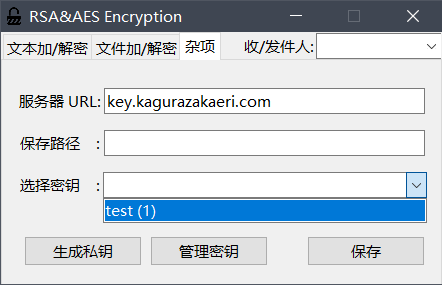 RSA&AES Encryption
文本加/解密 文件加/解密 杂项 收/发件人:
服务器 URL: key.kagurazakaeri.com
保存路径 :
选择密钥 :
test (1)
生成私钥 管理密钥 保存